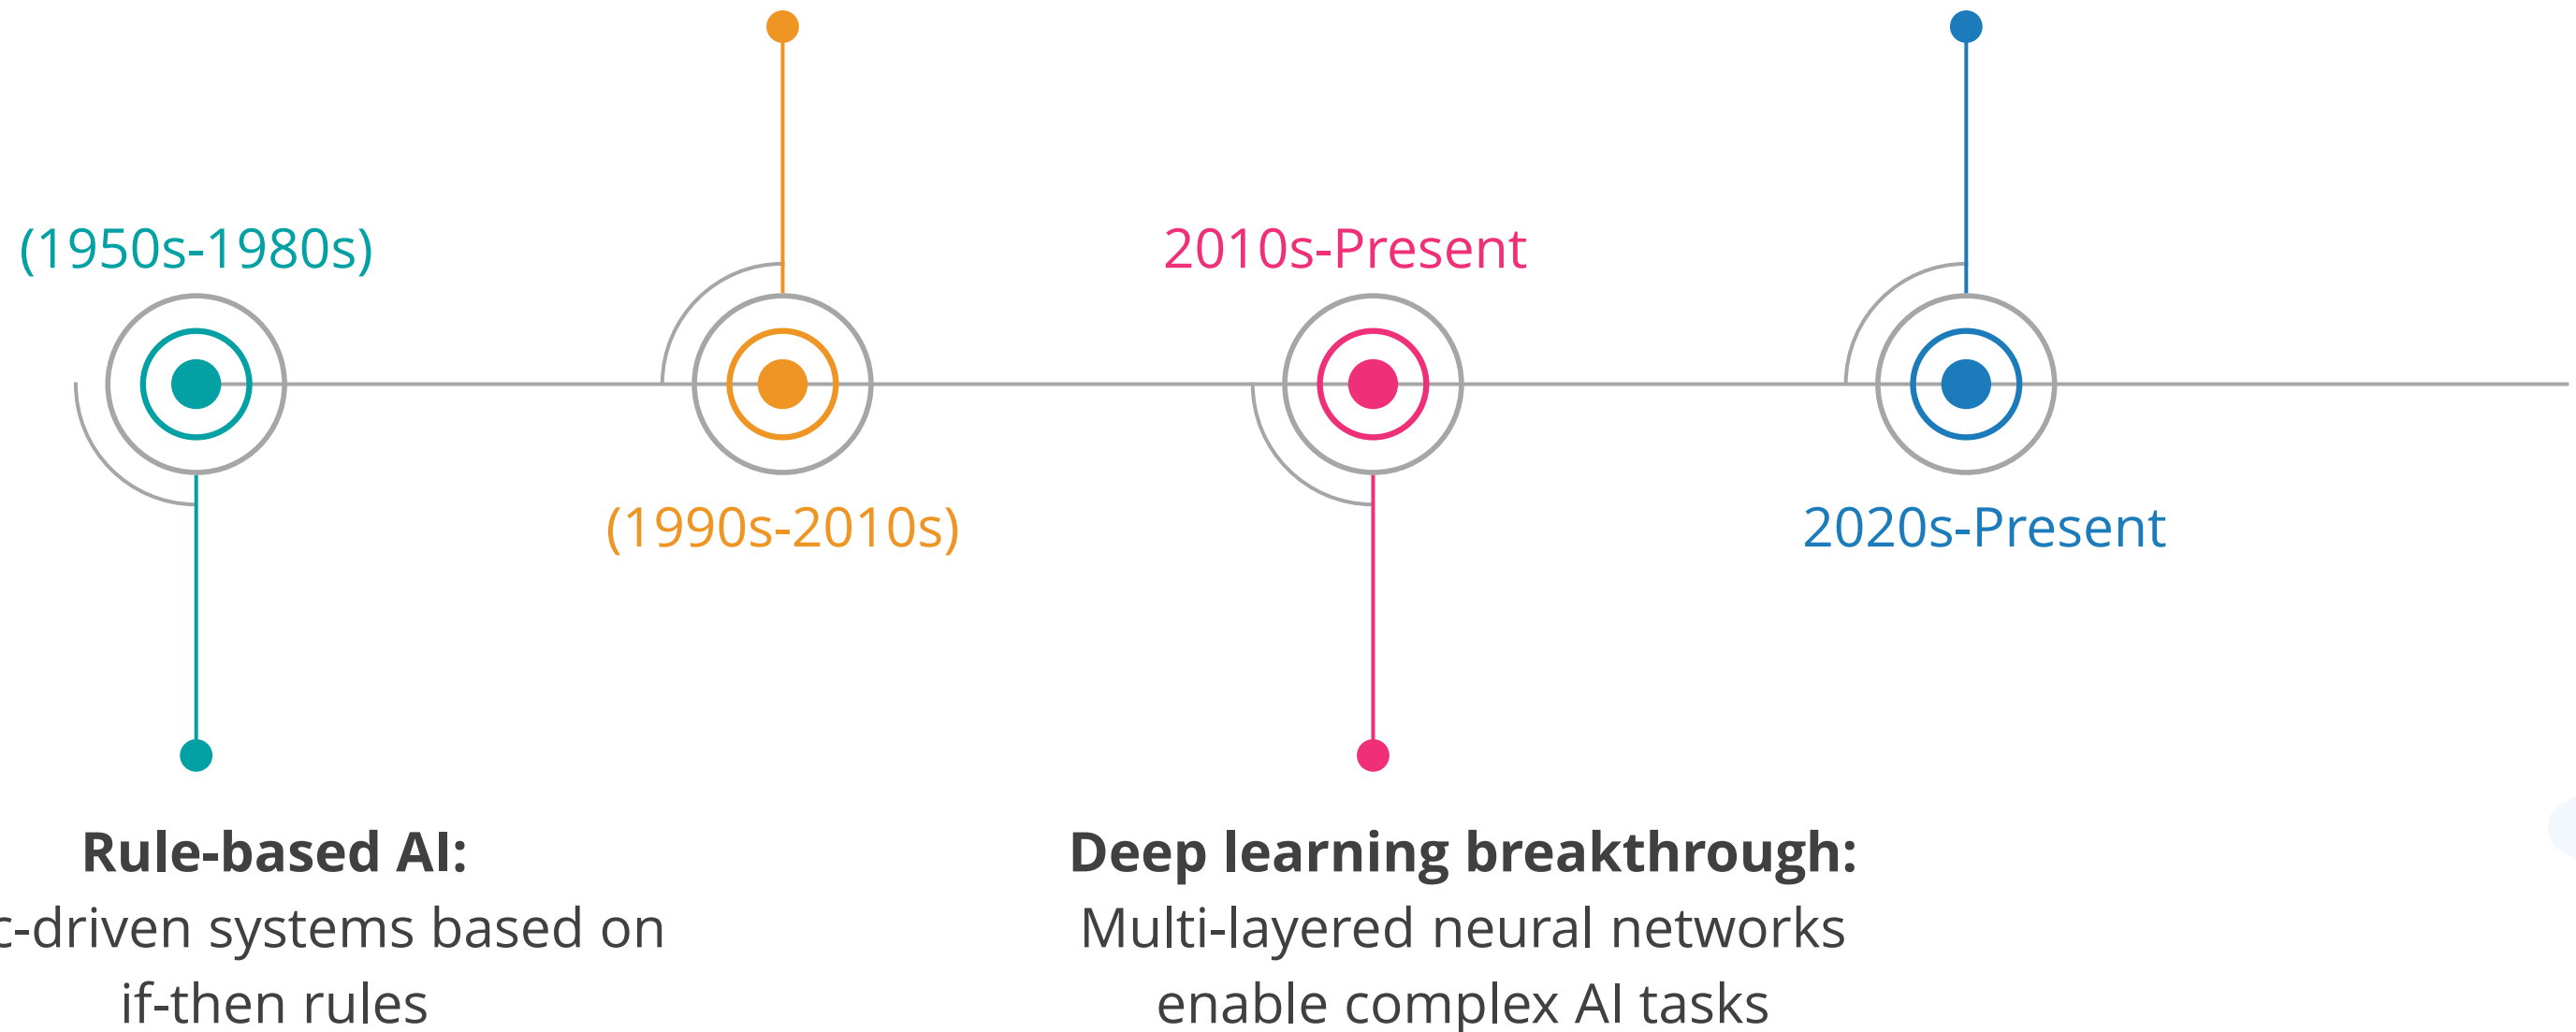 (1950s-1980s)
2010s-Present
(1990s-2010s)
2020s-Present
Rule-based AI:
c-driven systems based on
if-then rules
Deep learning breakthrough:
Multi-layered neural networks
enable complex AI tasks